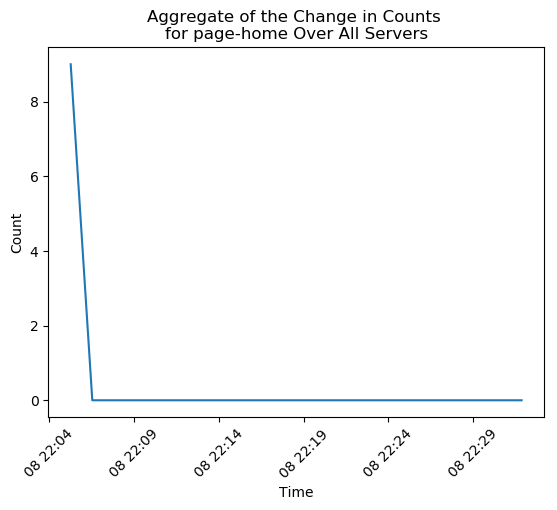 Aggregate of the Change in Counts
for page-home Over All Servers
Count
8
6
4
2
0
08 22:04
08 22:09
08 22:14
08 22:19
08 22:24
08 22:29
Time